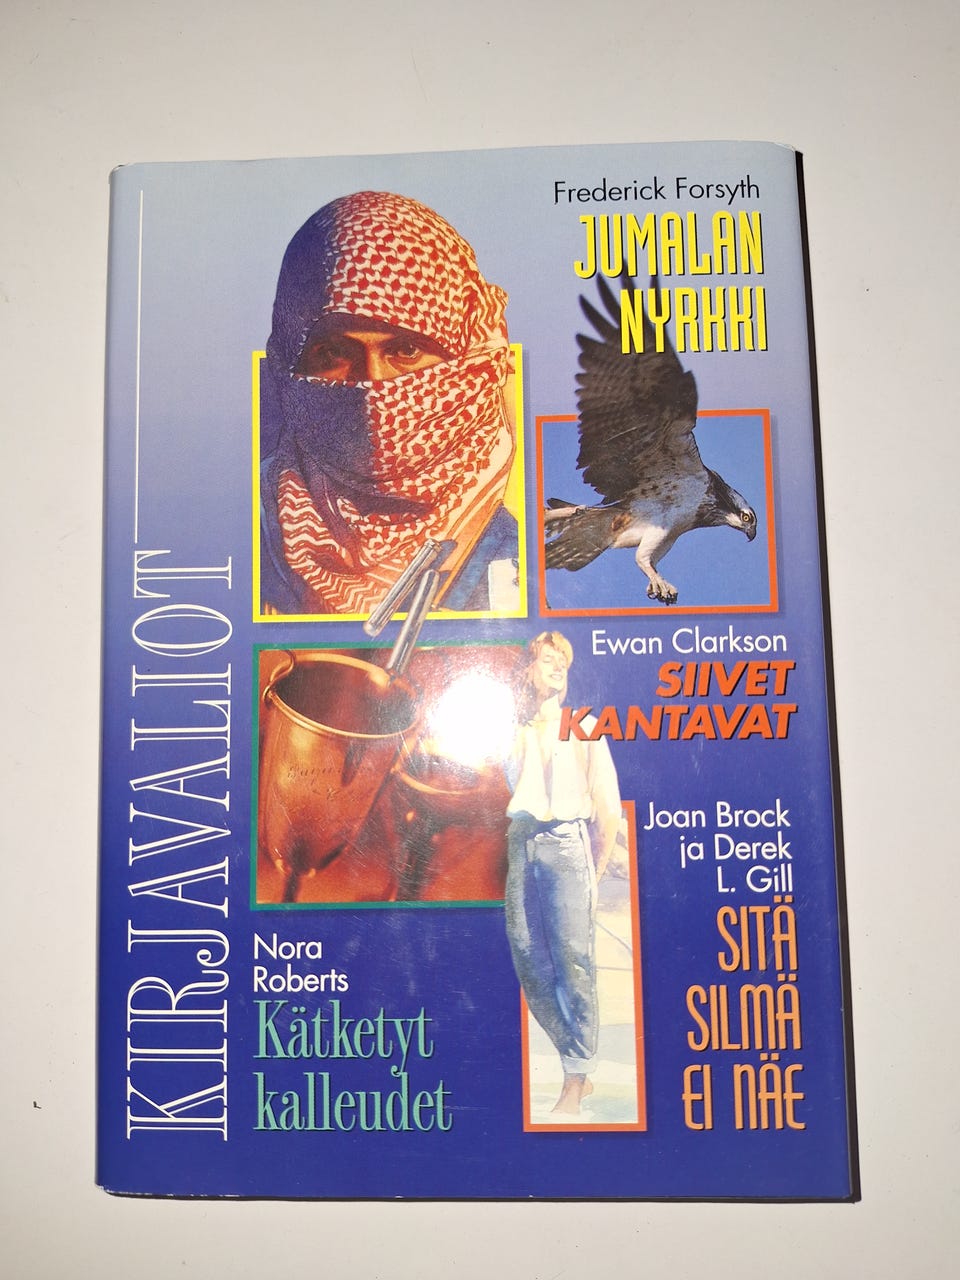 KIRJAVALIOT
Frederick Forsyth
JUMALAN
NYRKKI
Ewan Clarkson
SIIVET
KANTAVAT
Joan Brock
ja Derek
L. Gill
SITÄ
SILMÄ
EI NÄE
Nora
Roberts
Kätketyt
kalleudet